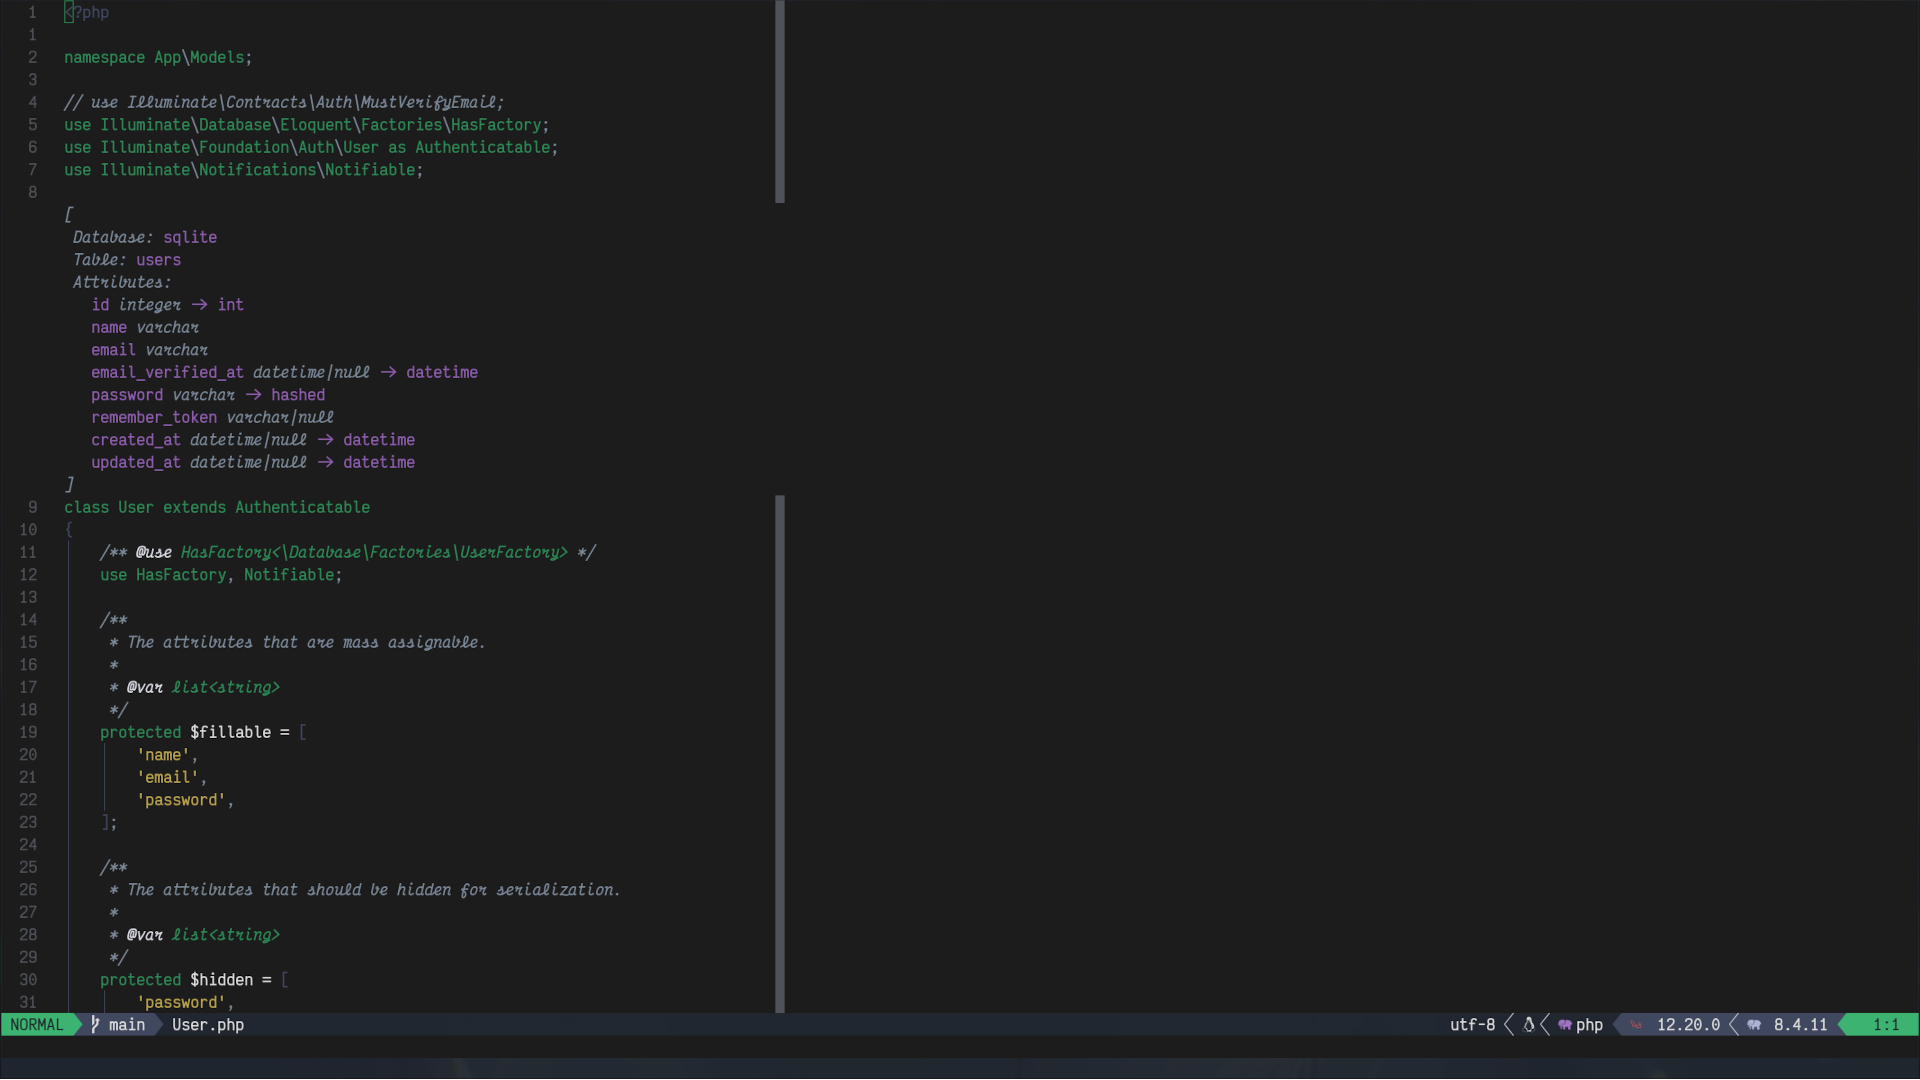 1 <?php
1
2 namespace App\Models;
3
4 // use Illuminate\Contracts\Auth\MustVerifyEmail;
5 use Illuminate\Database\Eloquent\Factories\HasFactory;
6 use Illuminate\Foundation\Auth\User as Authenticatable;
7 use Illuminate\Notifications\Notifiable;
8
[
Database: sqlite
Table: users
Attributes:
id integer → int
name varchar
email varchar
email_verified_at datetime|null → datetime
password varchar → hashed
remember_token varchar|null
created_at datetime|null → datetime
updated_at datetime|null → datetime
]
9 class User extends Authenticatable
10 {
11 /** @use HasFactory<\Database\Factories\UserFactory> */
12 use HasFactory, Notifiable;
13
14 /**
15 * The attributes that are mass assignable.
16 *
17 * @var list<string>
18 */
19 protected $fillable = [
20 'name',
21 'email',
22 'password',
23 ];
24
25 /**
26 * The attributes that should be hidden for serialization.
27 *
28 * @var list<string>
29 */
30 protected $hidden = [
31 'password',
NORMAL main User.php utf-8 php 12.20.0 8.4.11 1:1